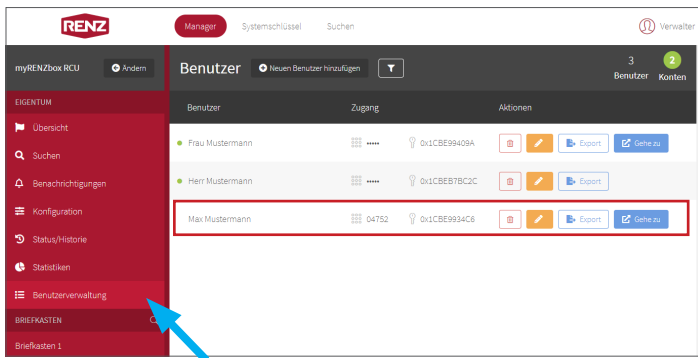 RENZ
Manager Systemschlüssel Suchen Verwalter
myRENZbox RCU Ändern
Benutzer Neuen Benutzer hinzufügen
3 Benutzer
2 Konten
EIGENTUM
Übersicht
Suchen
Benachrichtigungen
Konfiguration
Status/Historie
Statistiken
Benutzerverwaltung
BRIEFKASTEN
Briefkasten 1
Benutzer Zugang Aktionen
Frau Mustermann ••••• 0x1CBE99409A Export Gehe zu
Herr Mustermann ••••• 0x1CBEB7BC2C Export
Max Mustermann 04752 0x1CBE9934C6 Export Gehe zu